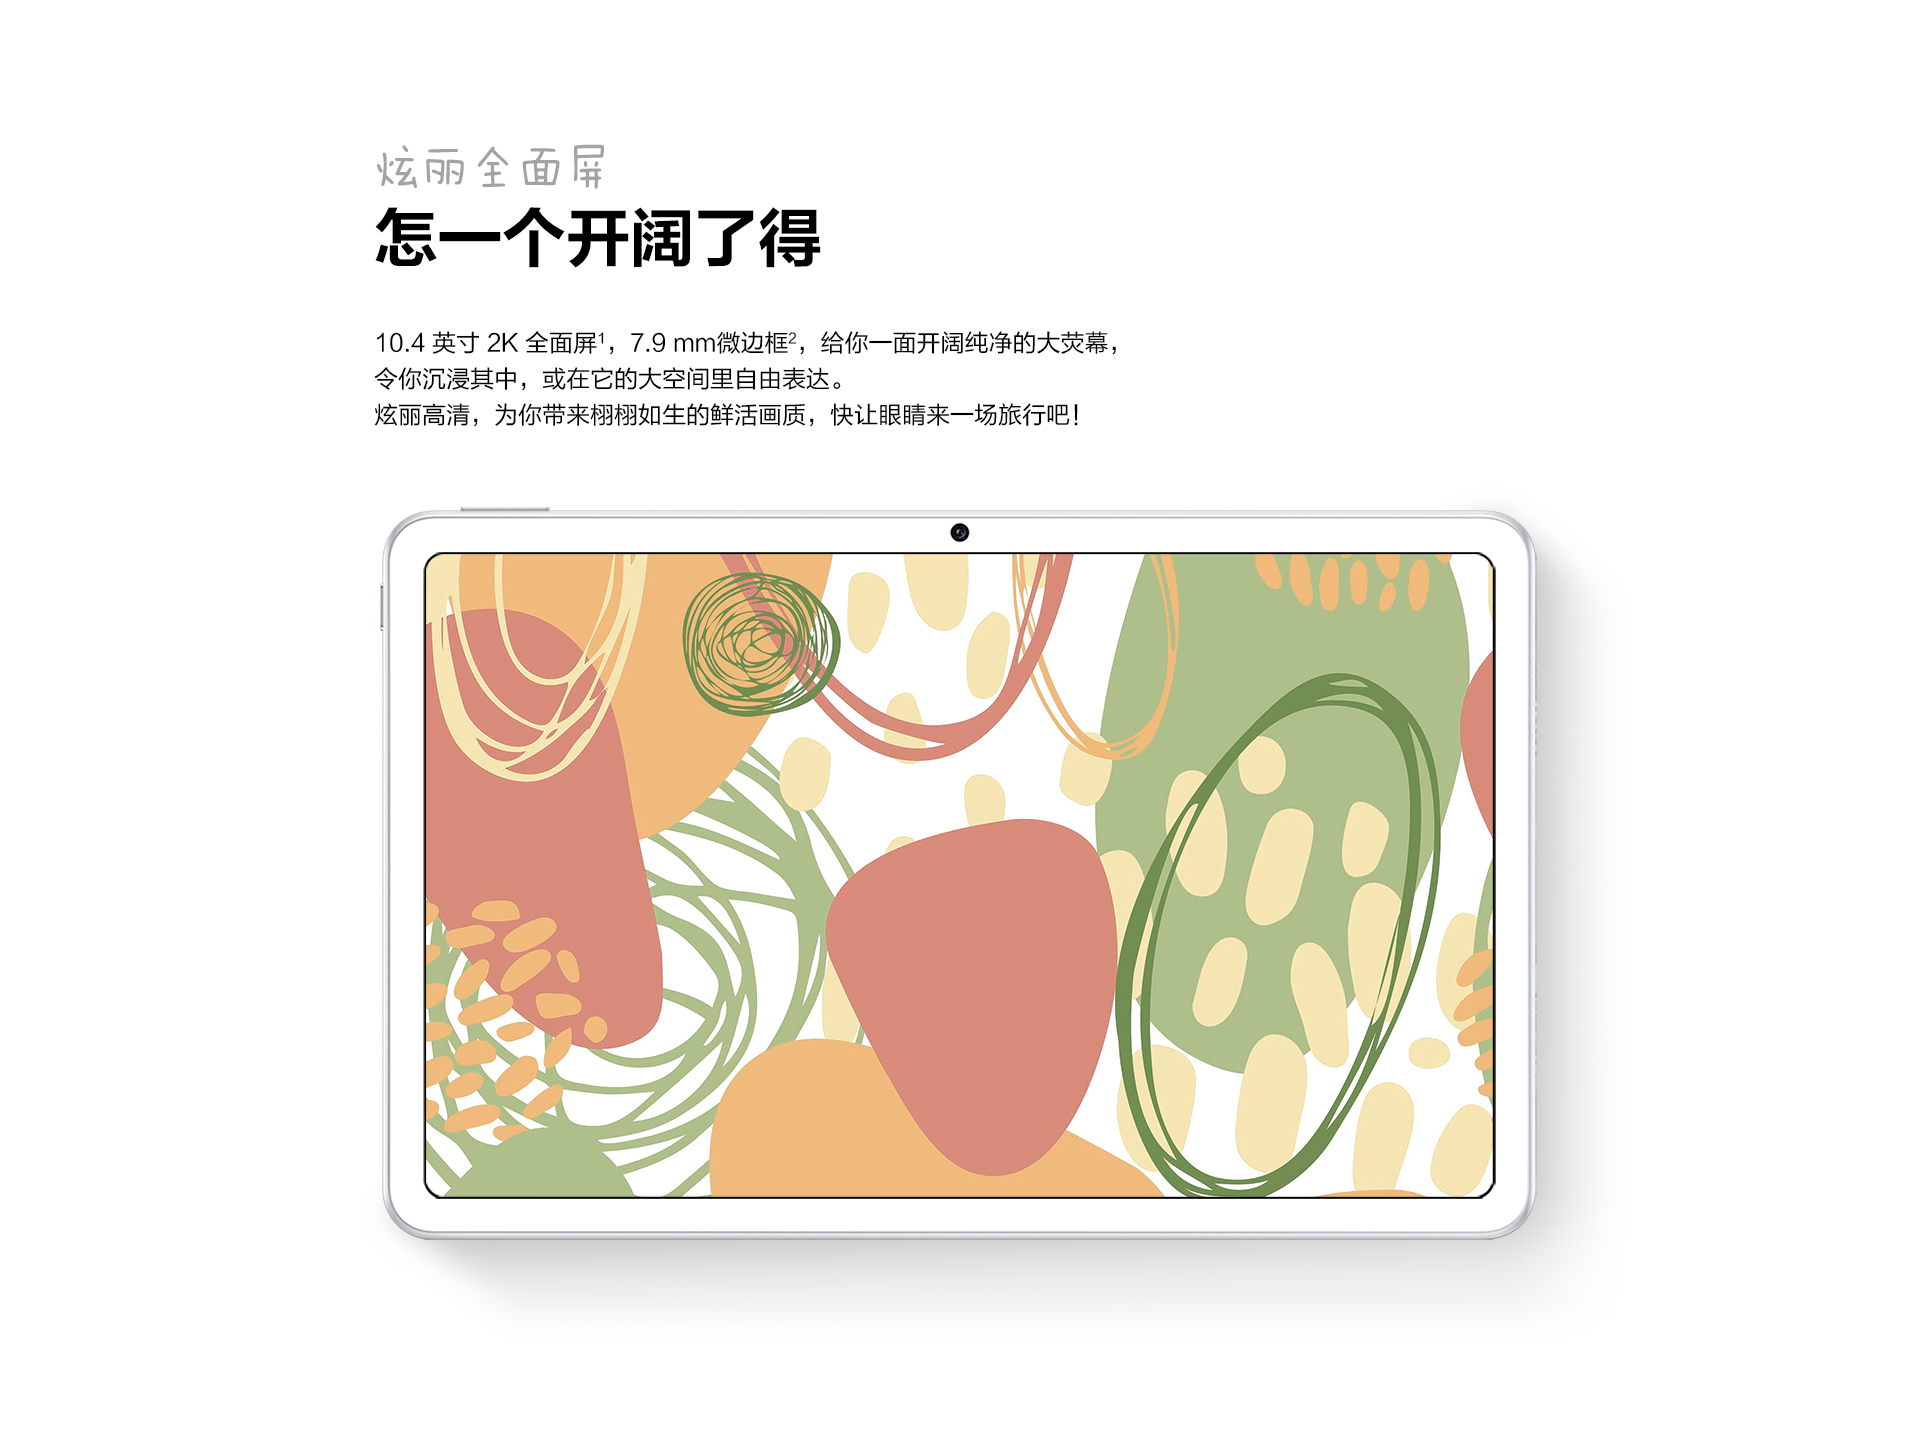 炫丽全面屏
怎一个开阔了得
10.4 英寸 2K 全面屏¹，7.9 mm微边框²，给你一面开阔纯净的大荧幕，
令你沉浸其中，或在它的大空间里自由表达。
炫丽高清，为你带来栩栩如生的鲜活画质，快让眼睛来一场旅行吧！